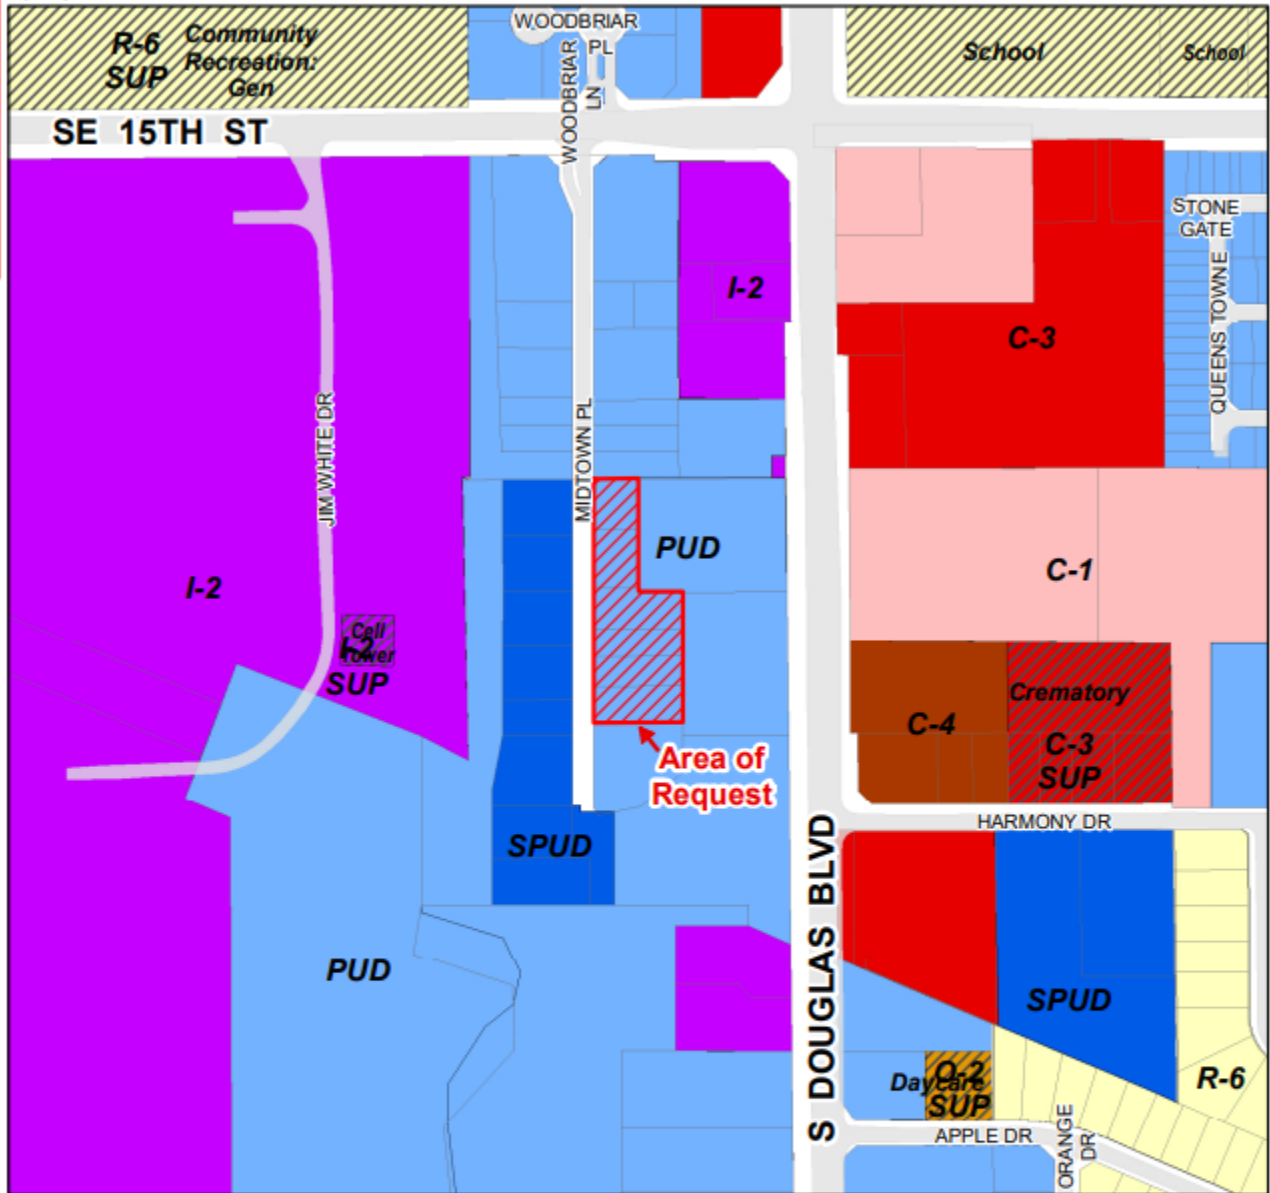 WOODBRIAR
PL
R-6
SUP
Community
Recreation:
Gen
WOODBRIAR
LN
School
School
SE 15TH ST
STONE
GATE
QUEENS TOWNE
I-2
C-3
JIM WHITE DR
MIDTOWN PL
PUD
C-1
I-2
Cell
Tower
I-2
SUP
Crematory
C-4
C-3
SUP
Area of
Request
HARMONY DR
SPUD
S DOUGLAS BLVD
PUD
SPUD
R-6
Daycare
O-2
SUP
APPLE DR
ORANGE
DR